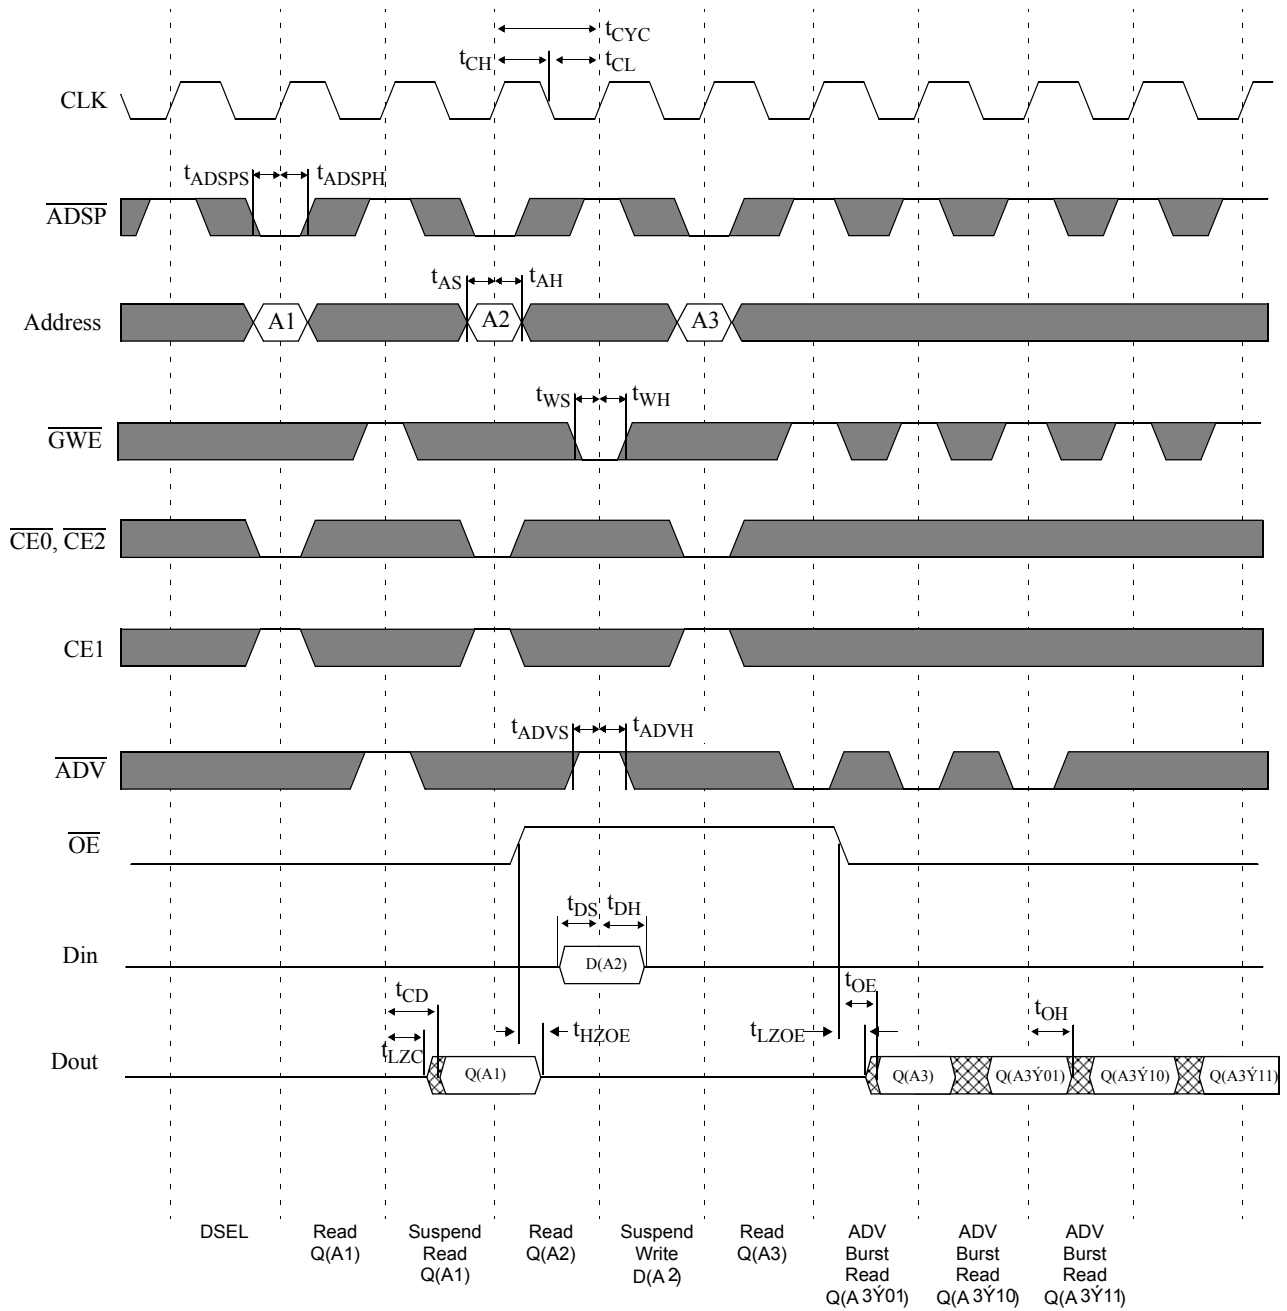 tCYC
tCH tCL
CLK
tADSPS tADSPH
ADSP
tAS tAH
Address A1 A2 A3
tWS tWH
GWE
CE0, CE2
CE1
tADVS tADVH
ADV
OE
tDS tDH
Din D(A2)
tCD tOE tOH
tHZOE tLZOE
tLZC
Dout Q(A1) Q(A3) Q(A3Ý01) Q(A3Ý10) Q(A3Ý11)
DSEL Read Suspend Read Suspend Read ADV ADV ADV
Q(A1) Read Q(A2) Write Q(A3) Burst Burst Burst
Q(A1) D(A2) Read Read Read
Q(A3Ý01) Q(A3Ý10) Q(A3Ý11)